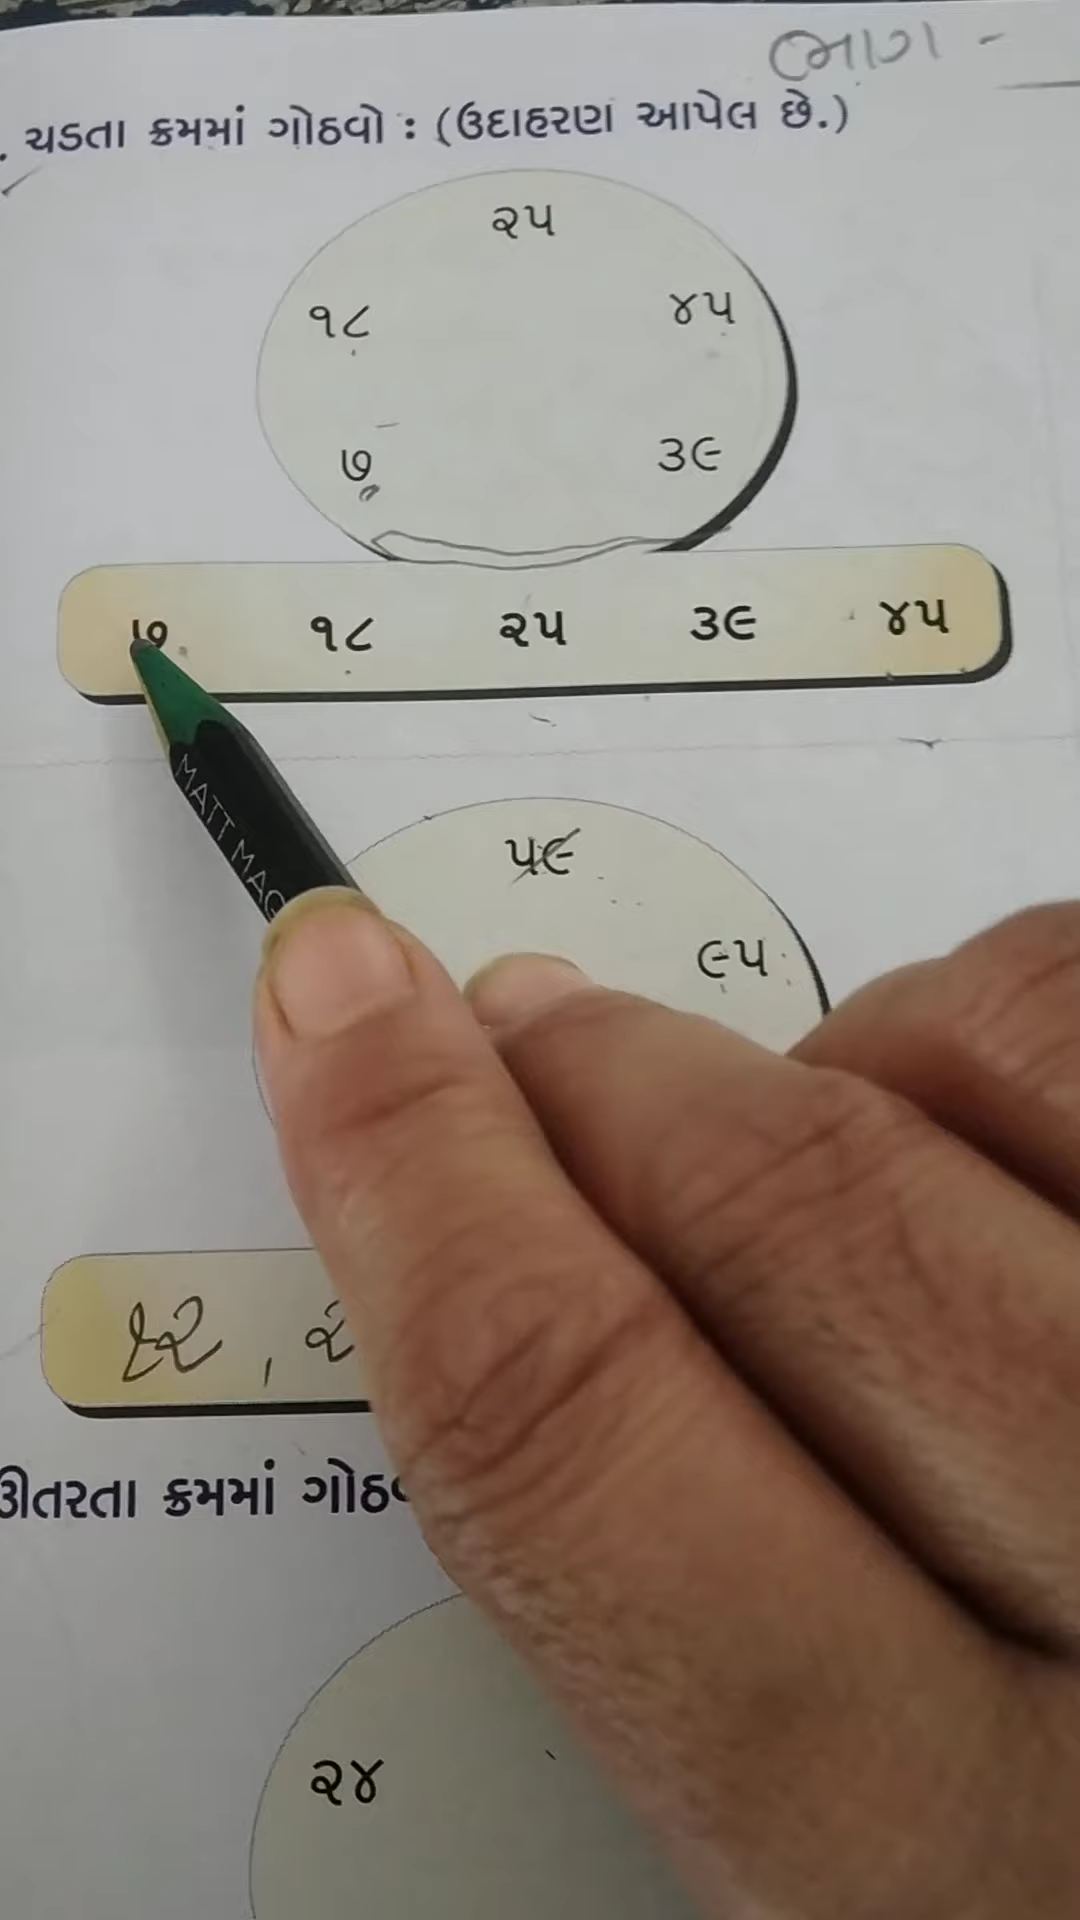 ભાગ -
. ચડતા ક્રમમાં ગોઠવો : (ઉદાહરણ આપેલ છે.)
૨૫
૧૮ ૪૫
૭ ૩૯
૭ ૧૮ ૨૫ ૩૯ ૪૫
MATT MAG
૫૯
૯૫
૧૨ ,
ઊતરતા ક્રમમાં
૨૪